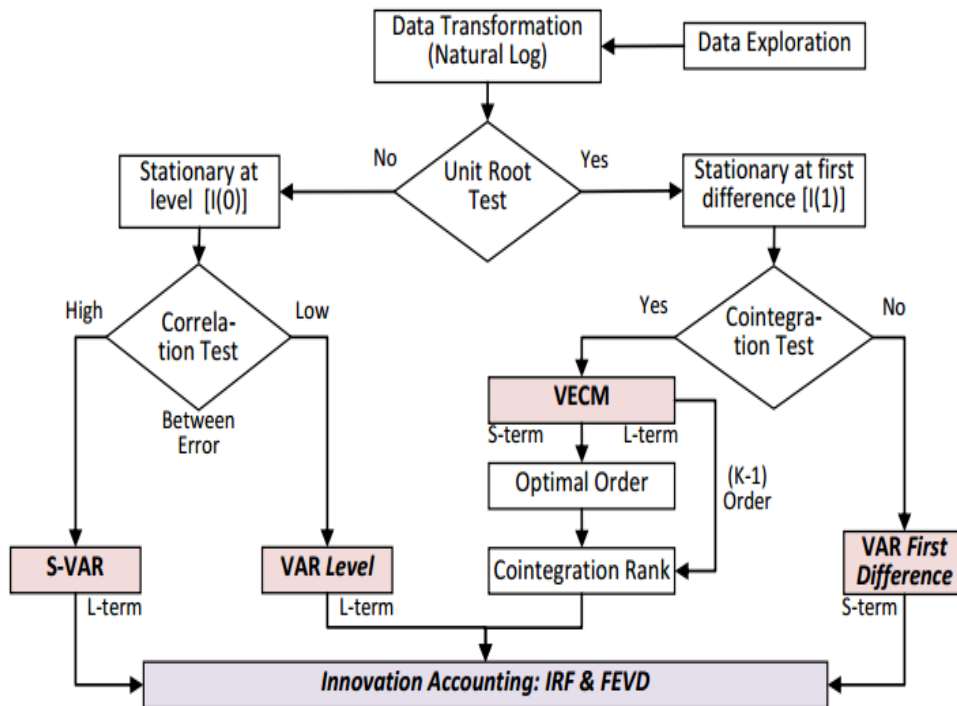 Data Transformation
(Natural Log)
Data Exploration
No
Unit Root
Test
Yes
Stationary at
level [I(0)]
Stationary at first
difference [I(1)]
High
Correla-
tion Test
Low
Between
Error
Yes
Cointegra-
tion Test
No
VECM
S-term
L-term
Optimal Order
(K-1)
Order
Cointegration Rank
S-VAR
L-term
VAR Level
L-term
VAR First
Difference
S-term
Innovation Accounting: IRF & FEVD